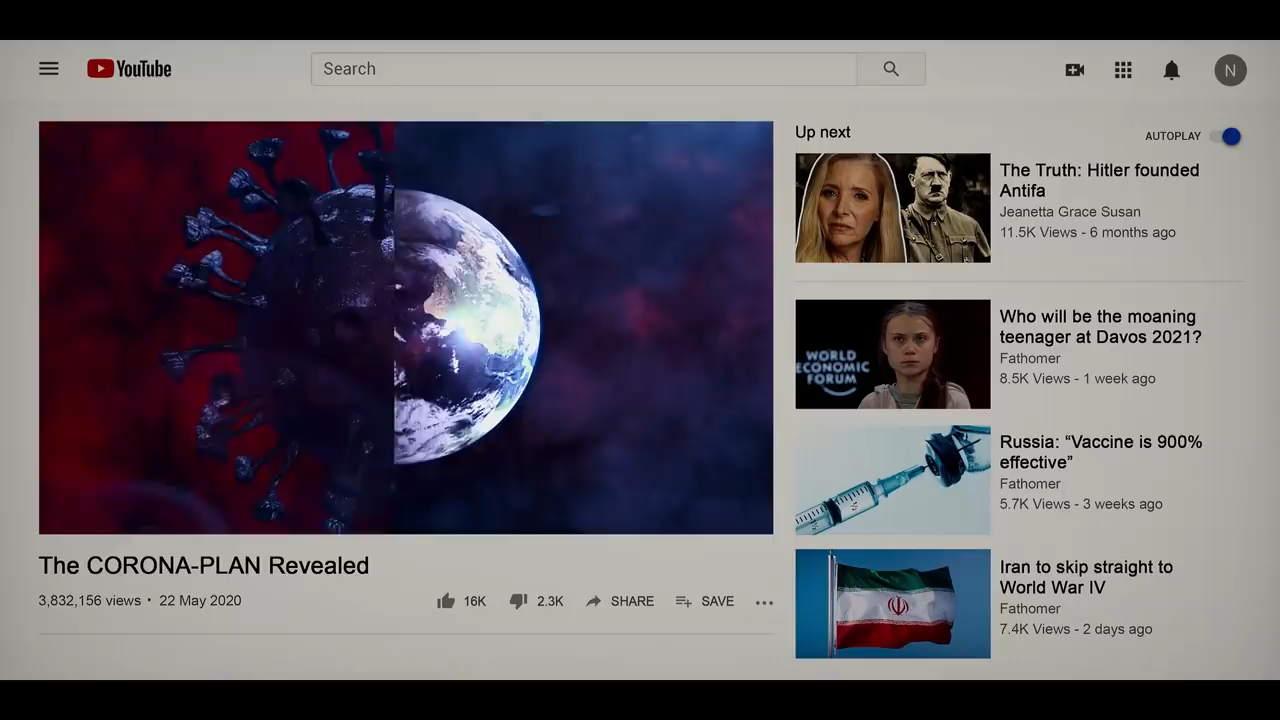 YouTube
Search
N
Up next
AUTOPLAY
The Truth: Hitler founded
Antifa
Jeanetta Grace Susan
11.5K Views - 6 months ago
WORLD
ECONOMIC
FORUM
Who will be the moaning
teenager at Davos 2021?
Fathomer
8.5K Views - 1 week ago
Russia: “Vaccine is 900%
effective”
Fathomer
5.7K Views - 3 weeks ago
Iran to skip straight to
World War IV
Fathomer
7.4K Views - 2 days ago
The CORONA-PLAN Revealed
3,832,156 views • 22 May 2020
16K 2.3K SHARE SAVE